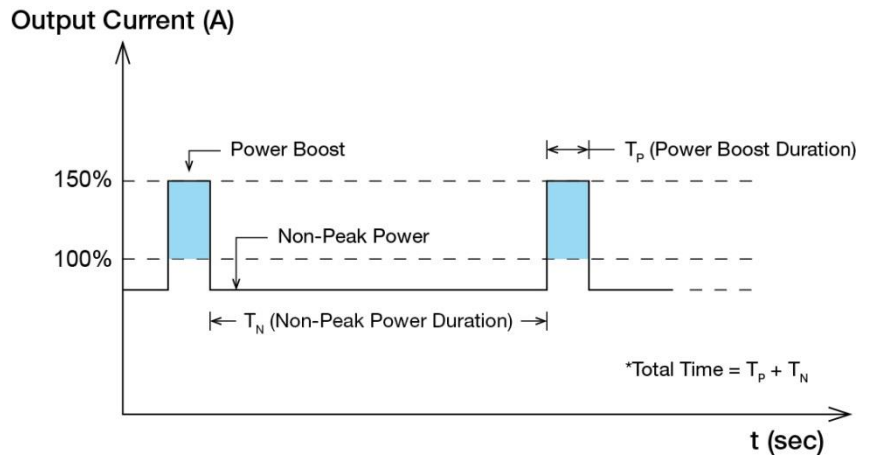 Output Current (A)
Power Boost
T_P (Power Boost Duration)
150%
Non-Peak Power
100%
T_N (Non-Peak Power Duration)
*Total Time = T_P + T_N
t (sec)